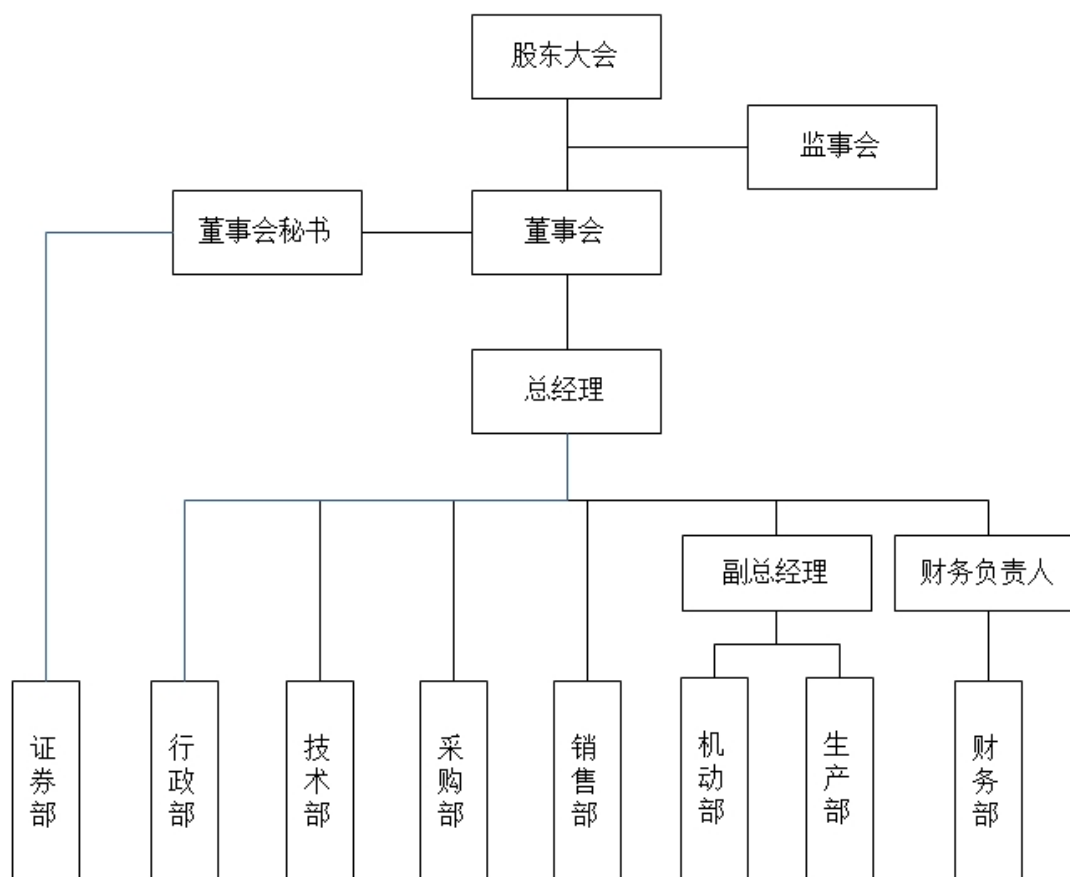 股东大会
监事会
董事会秘书
董事会
总经理
副总经理
财务负责人
证券部
行政部
技术部
采购部
销售部
机动部
生产部
财务部